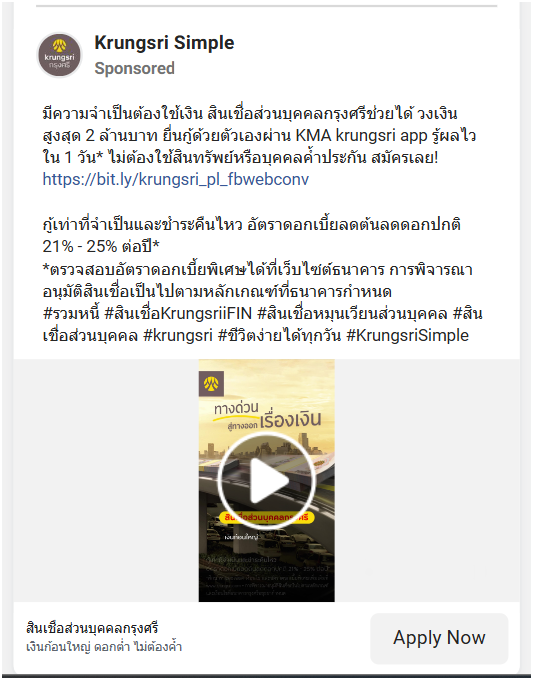 Krungsri Simple
Sponsored
krungsri
กรุงศรี
มีความจำเป็นต้องใช้เงิน สินเชื่อส่วนบุคคลกรุงศรีช่วยได้ วงเงิน
สูงสุด 2 ล้านบาท ยื่นกู้ด้วยตัวเองผ่าน KMA krungsri app รู้ผลไว
ใน 1 วัน* ไม่ต้องใช้สินทรัพย์หรือบุคคลค้ำประกัน สมัครเลย!
https://bit.ly/krungsri_pl_fbwebconv
กู้เท่าที่จำเป็นและชำระคืนไหว อัตราดอกเบี้ยลดต้นลดดอกปกติ
21% - 25% ต่อปี*
*ตรวจสอบอัตราดอกเบี้ยพิเศษได้ที่เว็บไซต์ธนาคาร การพิจารณา
อนุมัติสินเชื่อเป็นไปตามหลักเกณฑ์ที่ธนาคารกำหนด
#รวมหนี้ #สินเชื่อKrungsriiFIN #สินเชื่อหมุนเวียนส่วนบุคคล #สิน
เชื่อส่วนบุคคล #krungsri #ชีวิตง่ายได้ทุกวัน #KrungsriSimple
ทางด่วน
สู่ทางออก เรื่องเงิน
สินเชื่อส่วนบุคคลกรุงศรี
เงินก้อนใหญ่
สินเชื่อส่วนบุคคลกรุงศรี
เงินก้อนใหญ่ ดอกต่ำ ไม่ต้องค้ำ
Apply Now